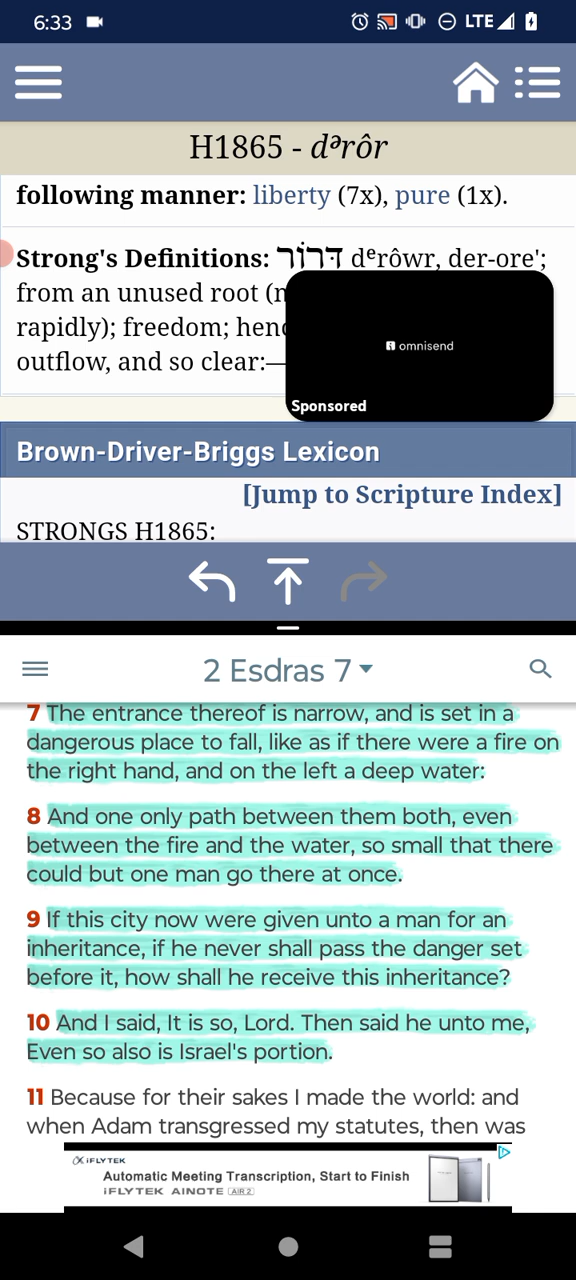 6:33 LTE
H1865 - dᵊrôr
following manner: liberty (7x), pure (1x).
Strong's Definitions: דְּרוֹר dᵉrôwr, der-ore';
from an unused root (
rapidly); freedom;
outflow, and so clear:—
omnisend
Sponsored
Brown-Driver-Briggs Lexicon
[Jump to Scripture Index]
STRONGS H1865:
2 Esdras 7
7 The entrance thereof is narrow, and is set in a
dangerous place to fall, like as if there were a fire on
the right hand, and on the left a deep water:
8 And one only path between them both, even
between the fire and the water, so small that there
could but one man go there at once.
9 If this city now were given unto a man for an
inheritance, if he never shall pass the danger set
before it, how shall he receive this inheritance?
10 And I said, It is so, Lord. Then said he unto me,
Even so also is Israel's portion.
11 Because for their sakes I made the world: and
when Adam transgressed my statutes, then was
iFLYTEK
Automatic Meeting Transcription, Start to Finish
iFLYTEK AINOTE AIR 2